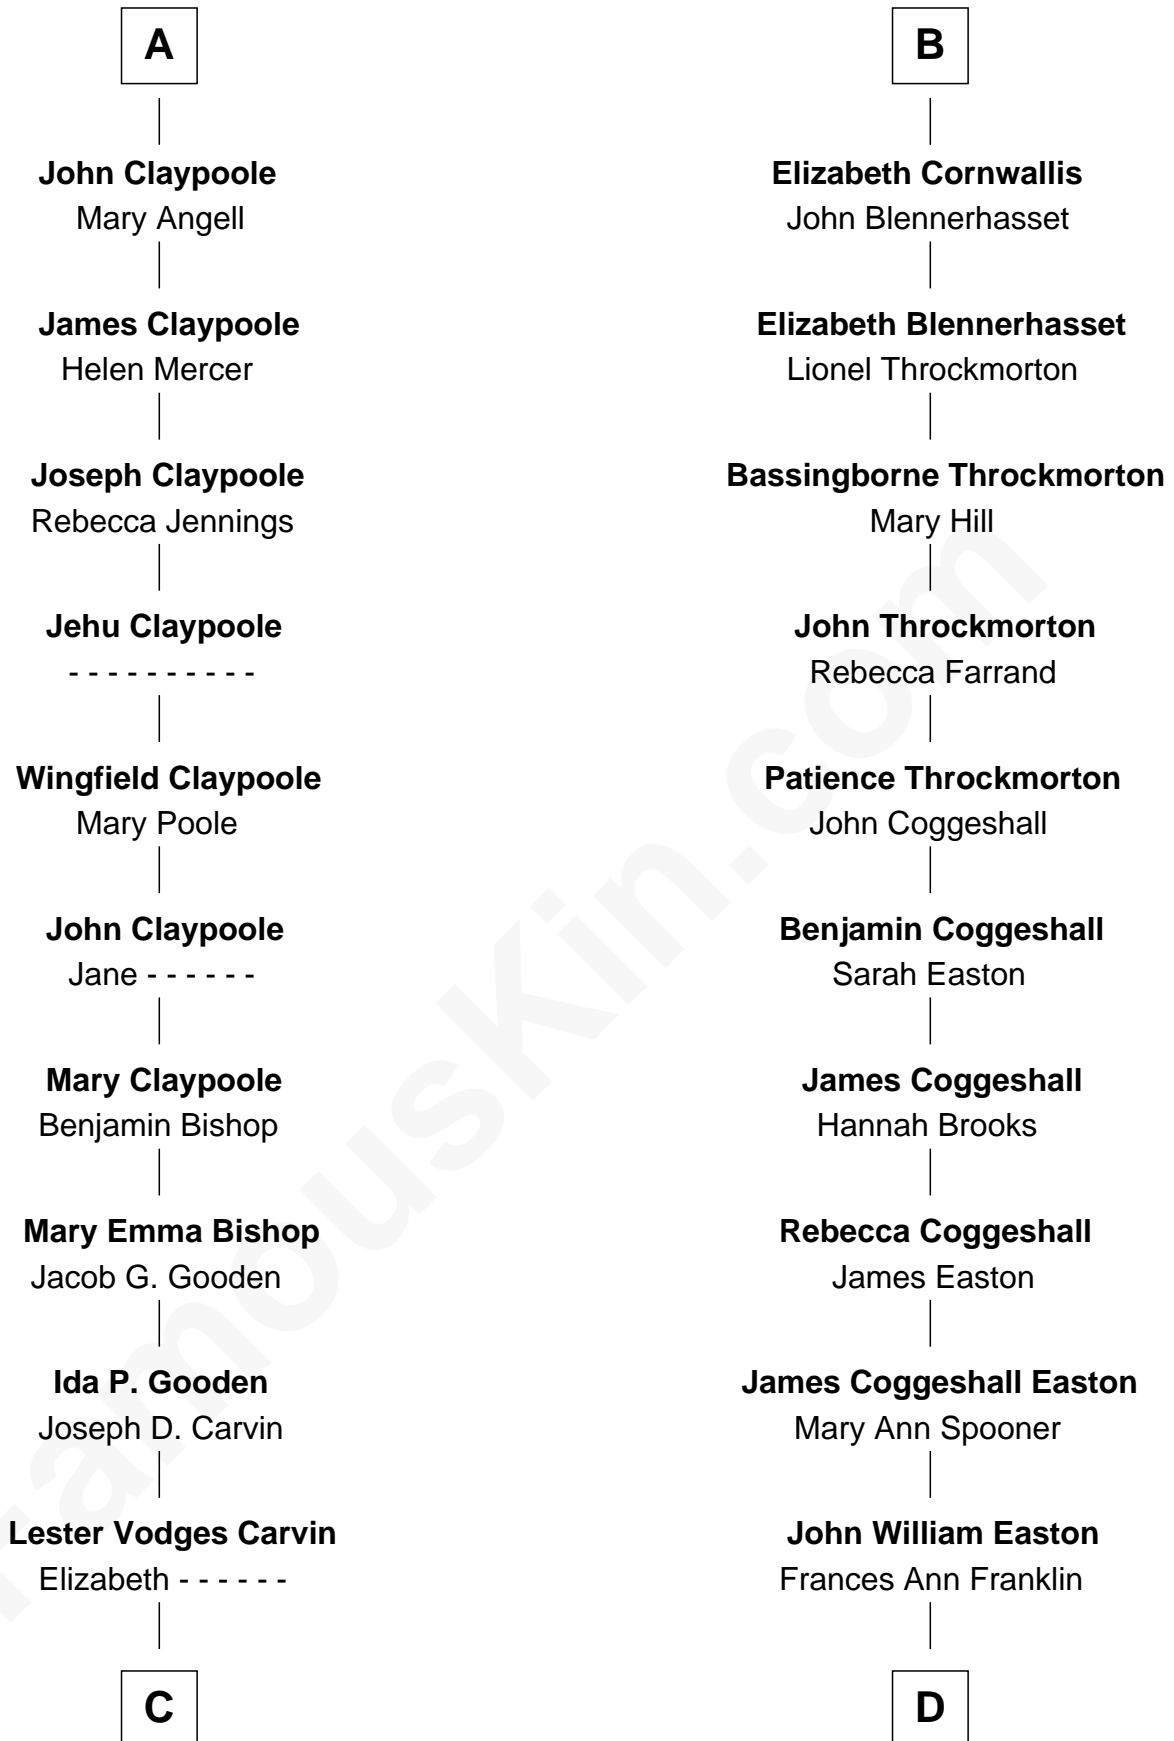 A
John Claypoole
Mary Angell
James Claypoole
Helen Mercer
Joseph Claypoole
Rebecca Jennings
Jehu Claypoole
- - - - - - - - - -
Wingfield Claypoole
Mary Poole
John Claypoole
Jane - - - - - -
Mary Claypoole
Benjamin Bishop
Mary Emma Bishop
Jacob G. Gooden
Ida P. Gooden
Joseph D. Carvin
Lester Vodges Carvin
Elizabeth - - - - - -
C
B
Elizabeth Cornwallis
John Blennerhasset
Elizabeth Blennerhasset
Lionel Throckmorton
Bassingborne Throckmorton
Mary Hill
John Throckmorton
Rebecca Farrand
Patience Throckmorton
John Coggeshall
Benjamin Coggeshall
Sarah Easton
James Coggeshall
Hannah Brooks
Rebecca Coggeshall
James Easton
James Coggeshall Easton
Mary Ann Spooner
John William Easton
Frances Ann Franklin
D
FamousKin.com